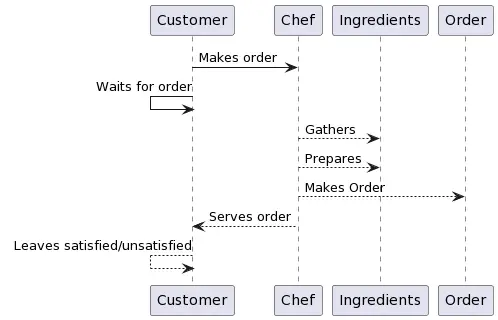 Customer Chef Ingredients Order
Makes order
Waits for order
Gathers
Prepares
Makes Order
Serves order
Leaves satisfied/unsatisfied
Customer Chef Ingredients Order